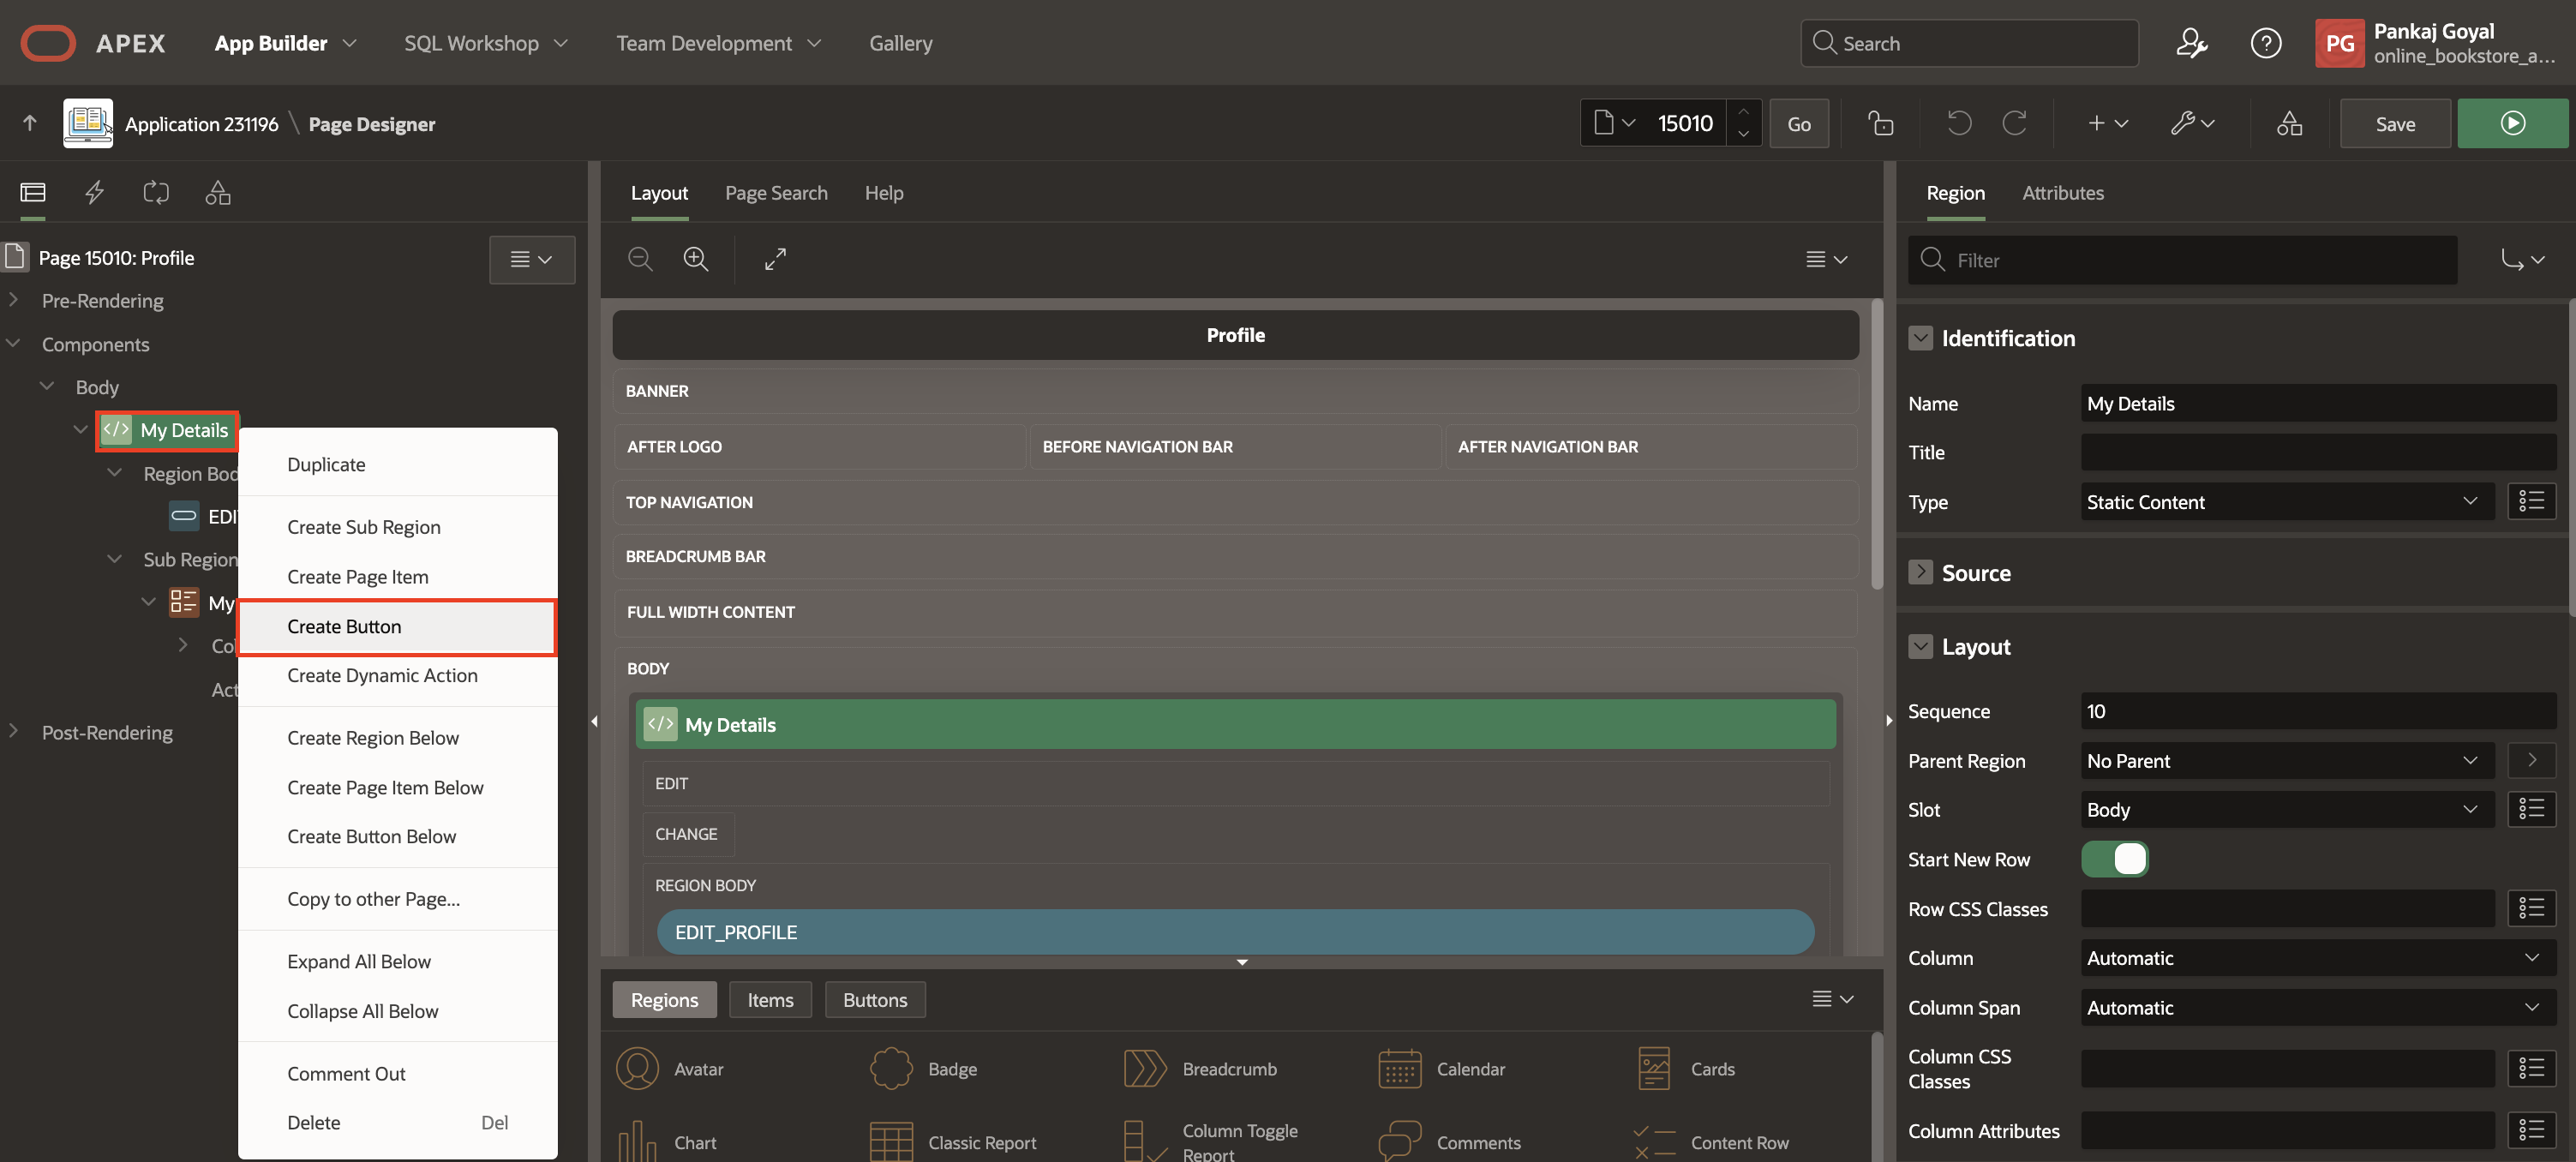 APEX App Builder SQL Workshop Team Development Gallery Search PG Pankaj Goyal
online_bookstore_a...
Application 231196 \ Page Designer 15010 Go Save
Page 15010: Profile
Pre-Rendering
Components
Body
</> My Details
Region Bod
EDI
Sub Region
My
Col
Act
Post-Rendering
Duplicate
Create Sub Region
Create Page Item
Create Button
Create Dynamic Action
Create Region Below
Create Page Item Below
Create Button Below
Copy to other Page...
Expand All Below
Collapse All Below
Comment Out
Delete Del
Layout Page Search Help
Profile
BANNER
AFTER LOGO BEFORE NAVIGATION BAR AFTER NAVIGATION BAR
TOP NAVIGATION
BREADCRUMB BAR
FULL WIDTH CONTENT
BODY
</> My Details
EDIT
CHANGE
REGION BODY
EDIT_PROFILE
Regions Items Buttons
Avatar Badge Breadcrumb Calendar Cards
Chart Classic Report Column Toggle Report Comments Content Row
Region Attributes
Filter
Identification
Name My Details
Title
Type Static Content
Source
Layout
Sequence 10
Parent Region No Parent
Slot Body
Start New Row
Row CSS Classes
Column Automatic
Column Span Automatic
Column CSS
Classes
Column Attributes